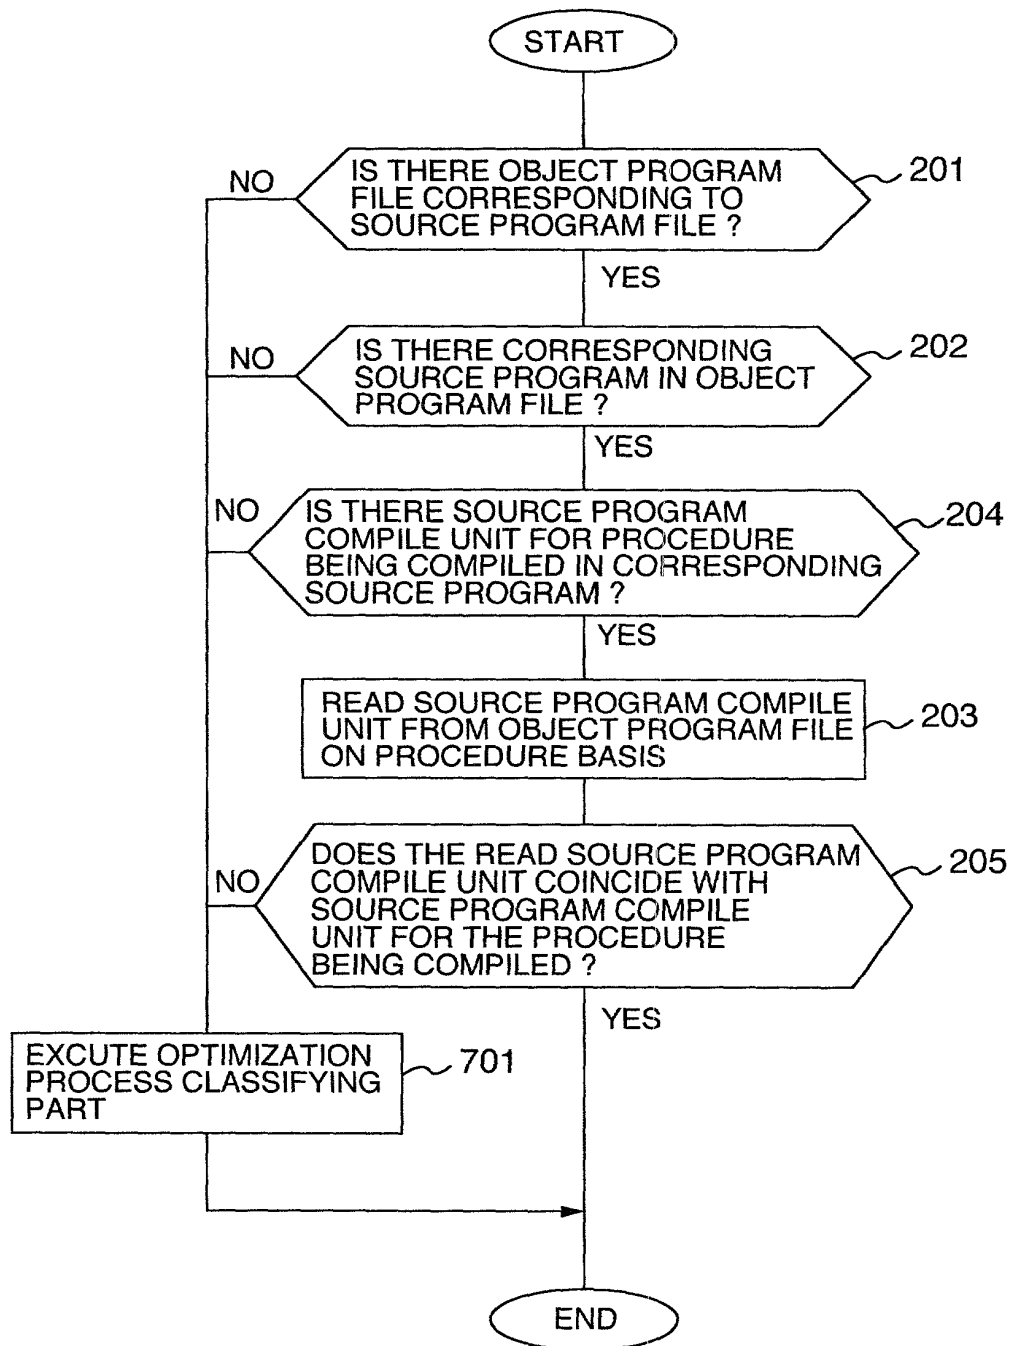 START
IS THERE OBJECT PROGRAM
FILE CORRESPONDING TO
SOURCE PROGRAM FILE ?
201
NO
YES
IS THERE CORRESPONDING
SOURCE PROGRAM IN OBJECT
PROGRAM FILE ?
202
NO
YES
IS THERE SOURCE PROGRAM
COMPILE UNIT FOR PROCEDURE
BEING COMPILED IN CORRESPONDING
SOURCE PROGRAM ?
204
NO
YES
READ SOURCE PROGRAM COMPILE
UNIT FROM OBJECT PROGRAM FILE
ON PROCEDURE BASIS
203
DOES THE READ SOURCE PROGRAM
COMPILE UNIT COINCIDE WITH
SOURCE PROGRAM COMPILE
UNIT FOR THE PROCEDURE
BEING COMPILED ?
205
NO
YES
EXCUTE OPTIMIZATION
PROCESS CLASSIFYING
PART
701
END